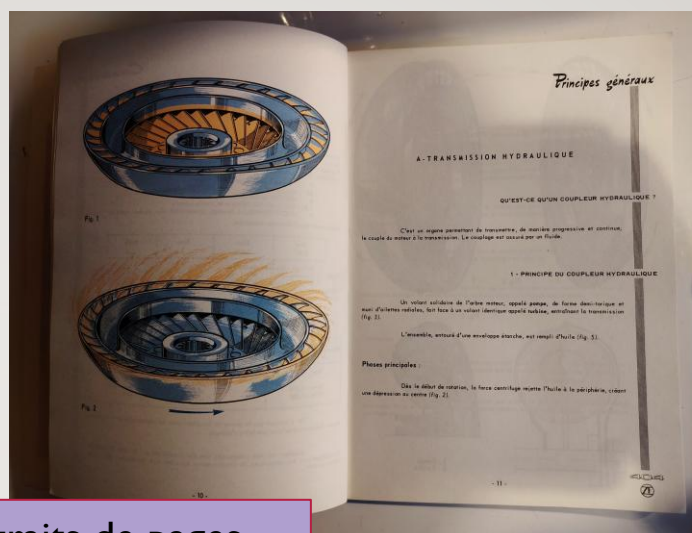 Fig. 1
Fig. 2
- 10 -
Principes généraux
A - TRANSMISSION HYDRAULIQUE
QU'EST-CE QU'UN COUPLEUR HYDRAULIQUE ?
C'est un organe permettant de transmettre, de manière progressive et continue,
le couple du moteur à la transmission. Le couplage est assuré par un fluide.
1 - PRINCIPE DU COUPLEUR HYDRAULIQUE
Un volant solidaire de l'arbre moteur, appelé pompe, de forme demi-torique et
muni d'ailettes radiales, fait face à un volant identique appelé turbine, entraînant la transmission
(fig. 2).
L'ensemble, entouré d'une enveloppe étanche, est rempli d'huile (fig. 3).
Phases principales :
Dès le début de rotation, la force centrifuge rejette l'huile à la périphérie, créant
une dépression au centre (fig. 2).
- 11 -
de pages